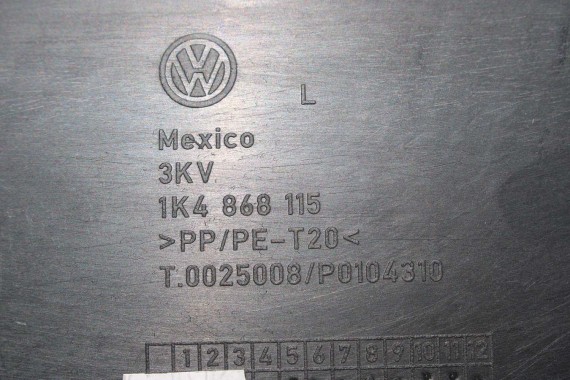 L
Mexico
3KV
1K4 868 115
>PP/PE-T20<
T.0025008/P0104310
1 2 3 4 5 6 7 8 9 10 11 12